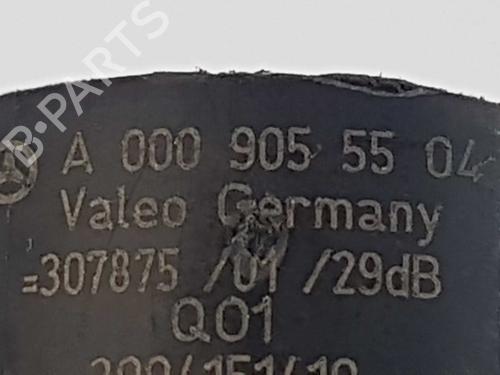 A 000 905 55 04
Valeo Germany
=307875 /01 /29dB
Q01
B-PARTS